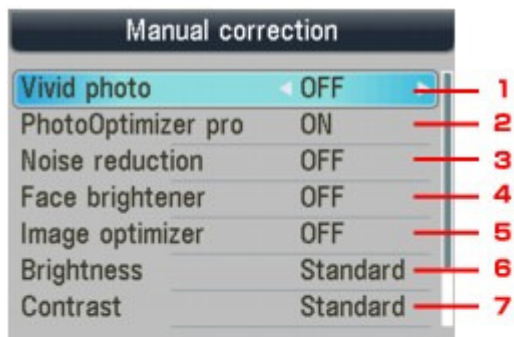 Manual correction
Vivid photo OFF 1
PhotoOptimizer pro ON 2
Noise reduction OFF 3
Face brightener OFF 4
Image optimizer OFF 5
Brightness Standard 6
Contrast Standard 7